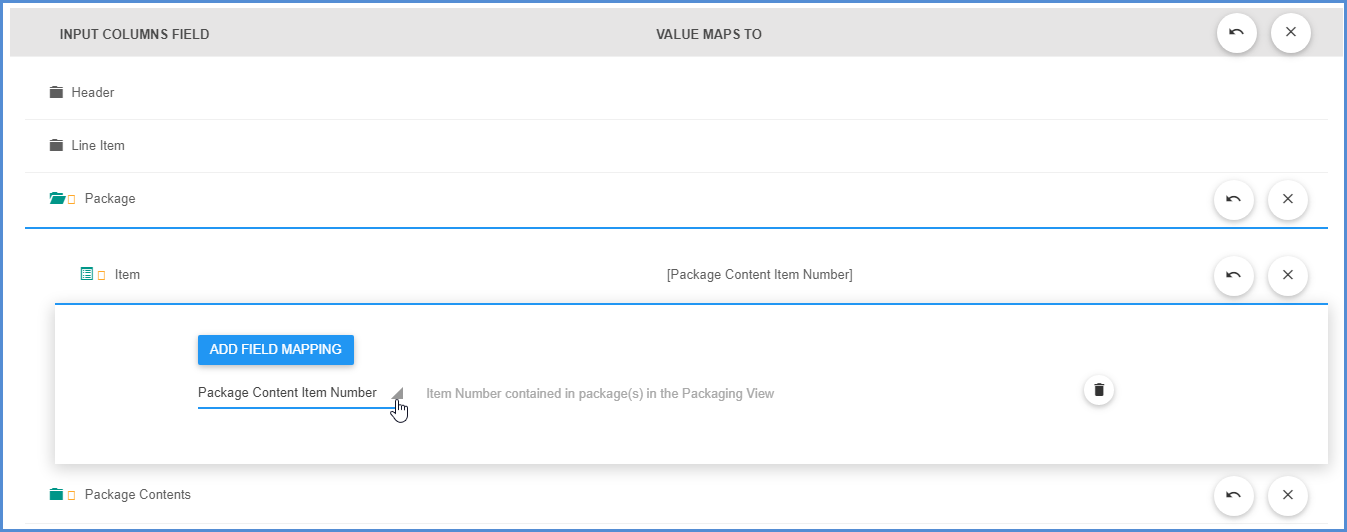 INPUT COLUMNS FIELD VALUE MAPS TO
Header
Line Item
Package
Item [Package Content Item Number]
ADD FIELD MAPPING
Package Content Item Number Item Number contained in package(s) in the Packaging View
Package Contents